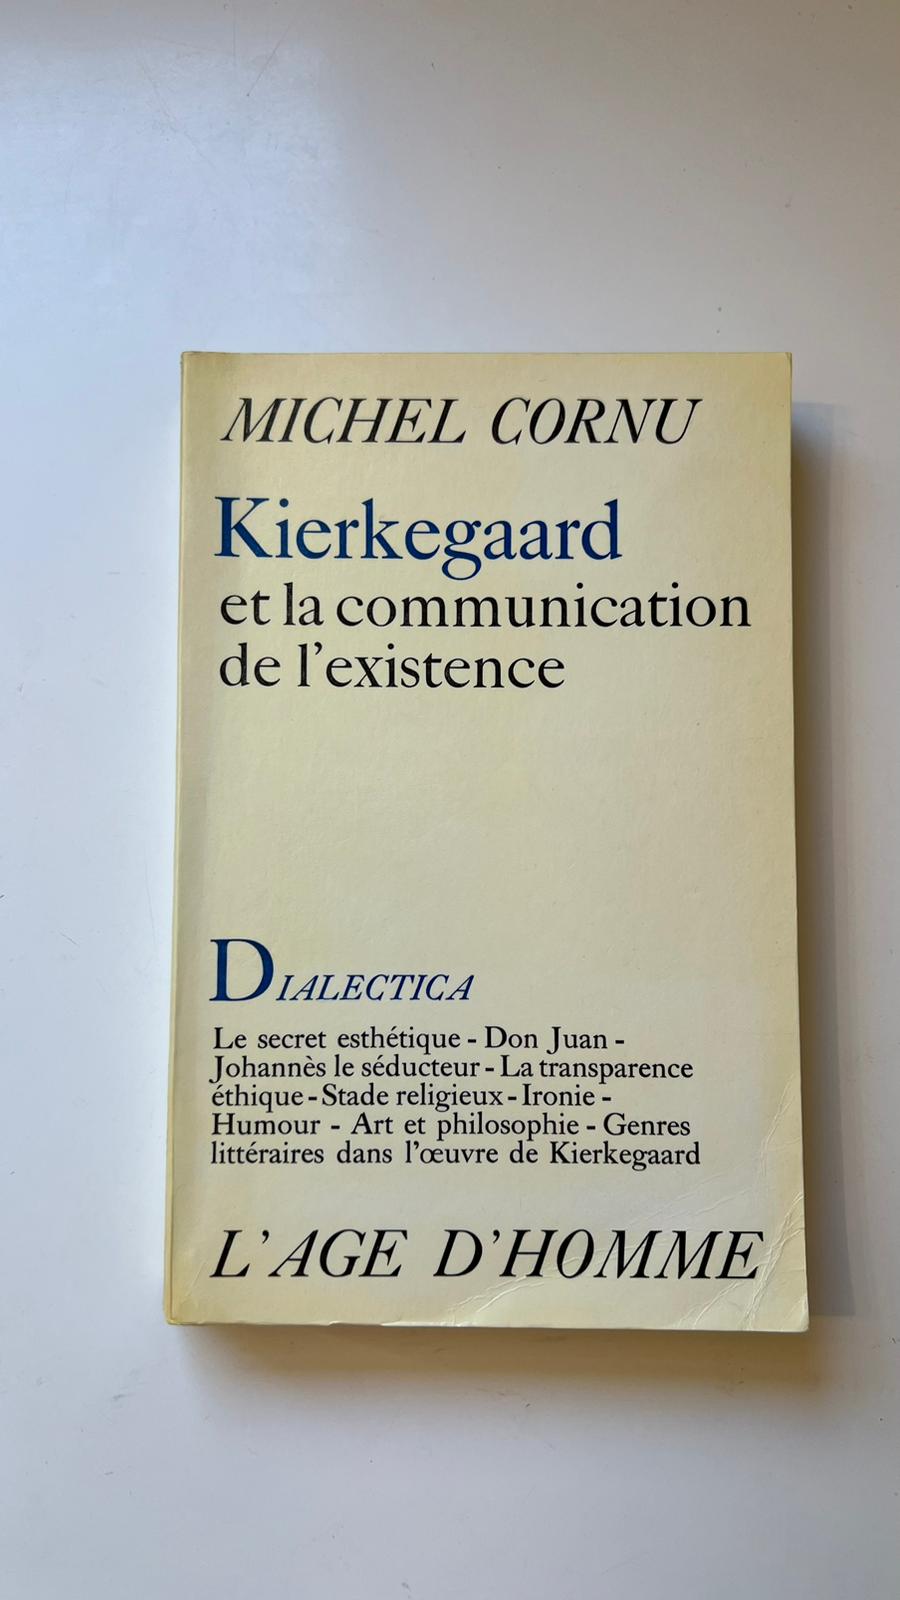 MICHEL CORNU
Kierkegaard
et la communication
de l'existence
DIALECTICA
Le secret esthétique - Don Juan -
Johannès le séducteur - La transparence
éthique - Stade religieux - Ironie -
Humour - Art et philosophie - Genres
littéraires dans l'œuvre de Kierkegaard
L'AGE D'HOMME